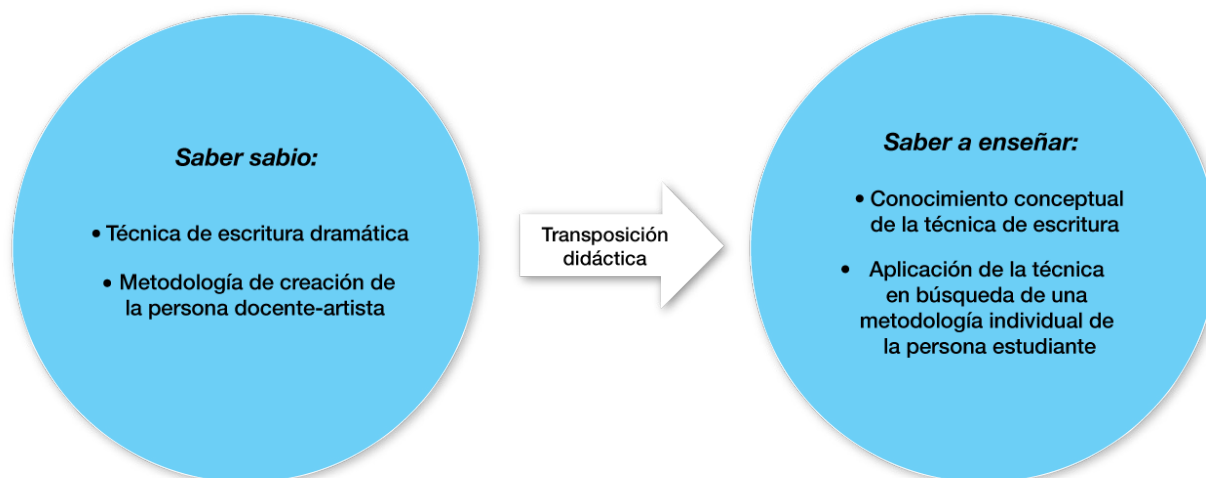 Saber sabio:
• Técnica de escritura dramática
• Metodología de creación de
la persona docente-artista
Transposición
didáctica
Saber a enseñar:
• Conocimiento conceptual
de la técnica de escritura
• Aplicación de la técnica
en búsqueda de una
metodología individual de
la persona estudiante